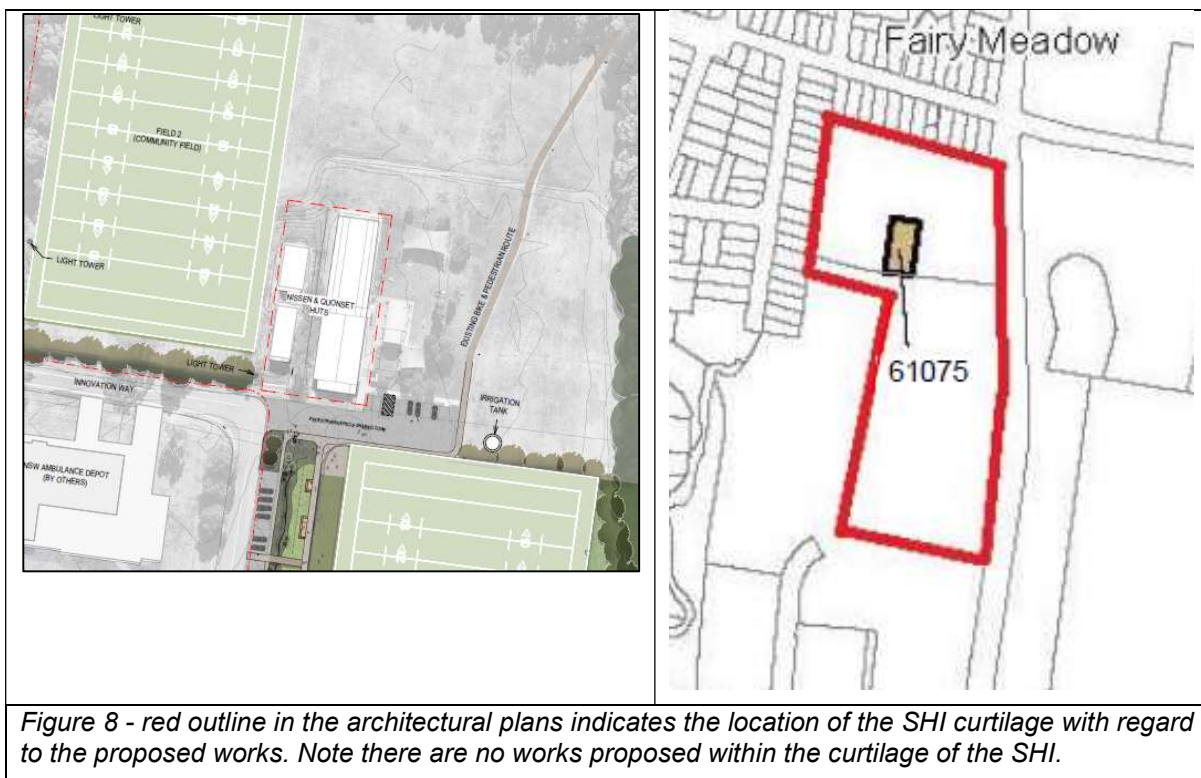 LIGHT TOWER
FIELD 2
(COMMUNITY FIELD)
LIGHT TOWER
NISSEN & QUONSET
HUTS
EXISTING BIKE & PEDESTRIAN ROUTE
LIGHT TOWER
INNOVATION WAY
IRRIGATION
TANK
NSW AMBULANCE DEPOT
(BY OTHERS)
Fairy Meadow
61075
Figure 8 - red outline in the architectural plans indicates the location of the SHI curtilage with regard
to the proposed works. Note there are no works proposed within the curtilage of the SHI.